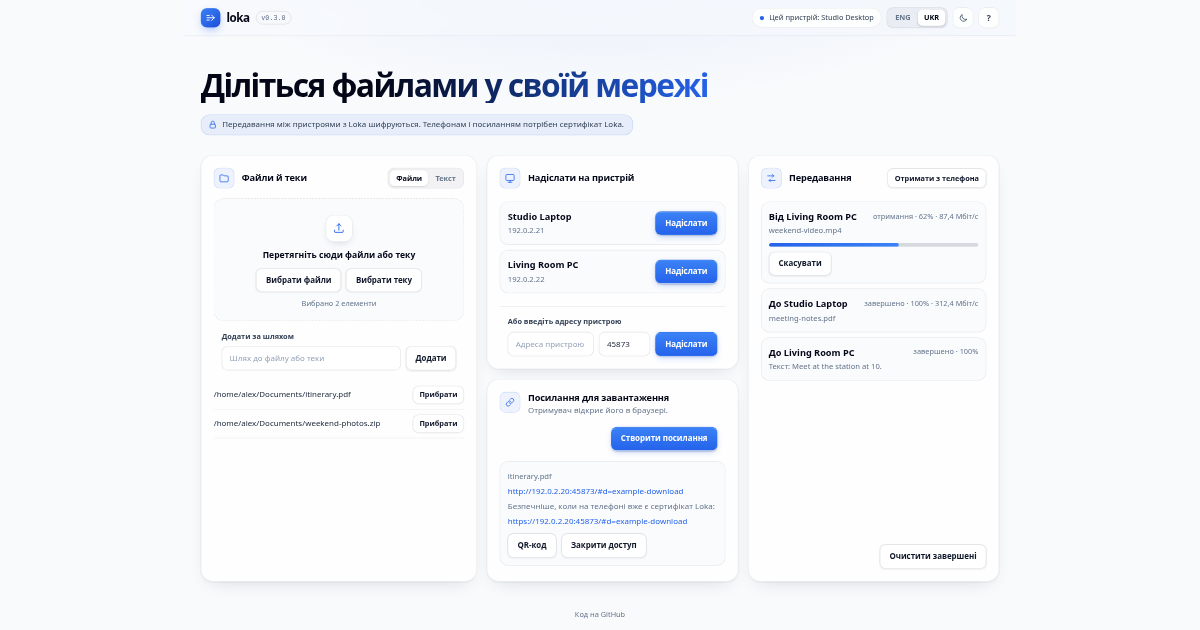 loka v0.3.0
Цей пристрій: Studio Desktop ENG UKR ?
Діліться файлами у своїй мережі
Передавання між пристроями з Loka шифруються. Телефонам і посиланням потрібен сертифікат Loka.
Файли й теки Файли Текст
Перетягніть сюди файли або теку
Вибрати файли Вибрати теку
Вибрано 2 елементи
Додати за шляхом
Шлях до файлу або теки Додати
/home/alex/Documents/itinerary.pdf Прибрати
/home/alex/Documents/weekend-photos.zip Прибрати
Надіслати на пристрій
Studio Laptop
192.0.2.21
Надіслати
Living Room PC
192.0.2.22
Надіслати
Або введіть адресу пристрою
Адреса пристрою 45873 Надіслати
Посилання для завантаження
Отримувач відкриє його в браузері.
Створити посилання
itinerary.pdf
http://192.0.2.20:45873/#d=example-download
Безпечніше, коли на телефоні вже є сертифікат Loka:
https://192.0.2.20:45873/#d=example-download
QR-код Закрити доступ
Передавання Отримати з телефона
Від Living Room PC отримання · 62% · 87,4 Мбіт/с
weekend-video.mp4
Скасувати
До Studio Laptop завершено · 100% · 312,4 Мбіт/с
meeting-notes.pdf
До Living Room PC завершено · 100%
Текст: Meet at the station at 10.
Очистити завершені
Код на GitHub